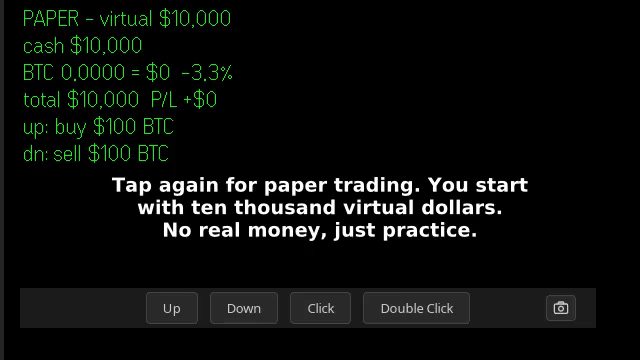 PAPER - virtual $10,000
cash $10,000
BTC 0.0000 = $0 -3.3%
total $10,000 P/L +$0
up: buy $100 BTC
dn: sell $100 BTC
Tap again for paper trading. You start
with ten thousand virtual dollars.
No real money, just practice.
Up Down Click Double Click